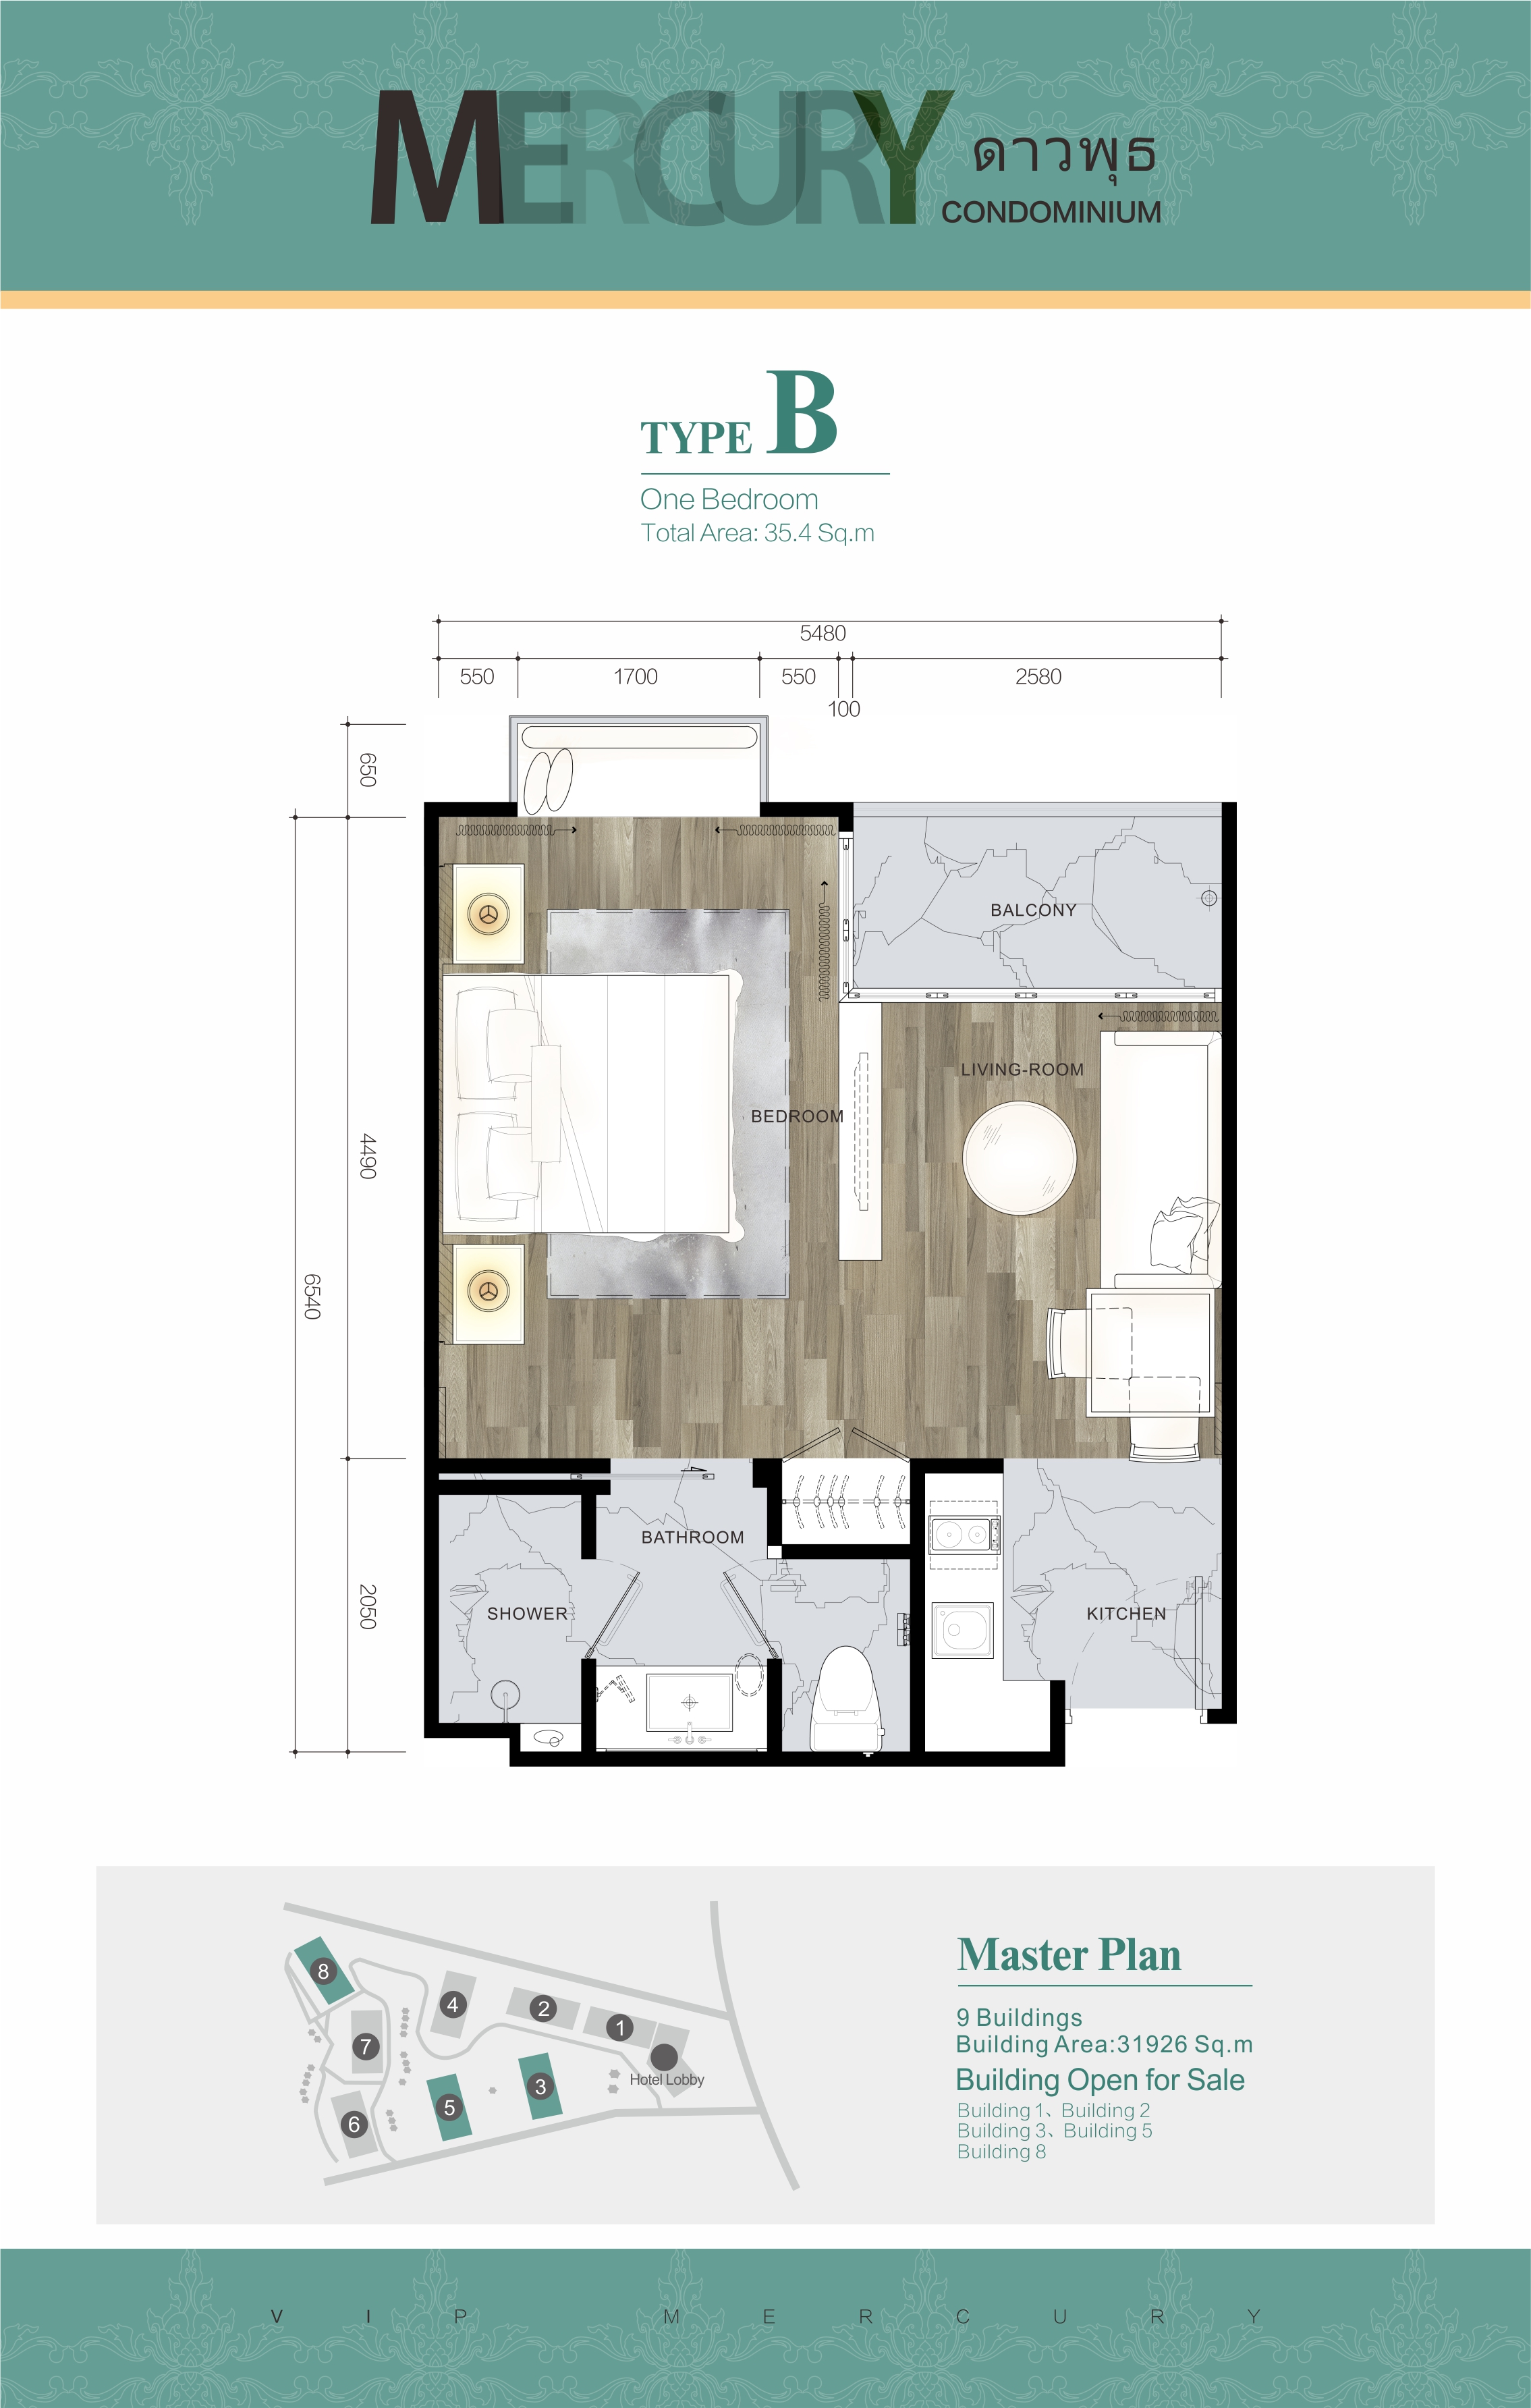 MERCURY ดาวพุธ
CONDOMINIUM
TYPE B
One Bedroom
Total Area: 35.4 Sq.m
5480
550 1700 550 2580
100
650
BALCONY
LIVING-ROOM
BEDROOM
4490
6540
BATHROOM
2050
SHOWER
KITCHEN
Master Plan
9 Buildings
Building Area:31926 Sq.m
Building Open for Sale
Building 1、Building 2
Building 3、Building 5
Building 8
8
4
2
1
7
Hotel Lobby
3
5
6
VIP MERCURY